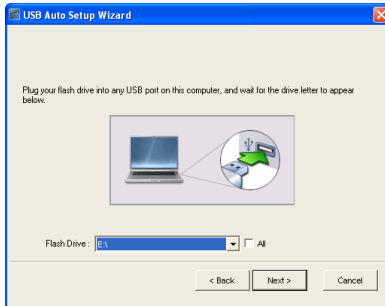 USB Auto Setup Wizard
Plug your flash drive into any USB port on this computer, and wait for the drive letter to appear
below.
Flash Drive : E:\ All
< Back Next > Cancel